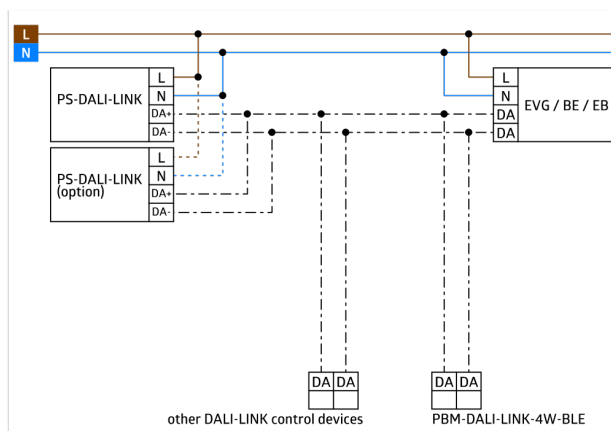 L
N
PS-DALI-LINK
L
N
DA+
DA-
PS-DALI-LINK
(option)
L
N
DA+
DA-
L
N
DA
DA
EVG / BE / EB
DA DA
other DALI-LINK control devices
DA DA
PBM-DALI-LINK-4W-BLE